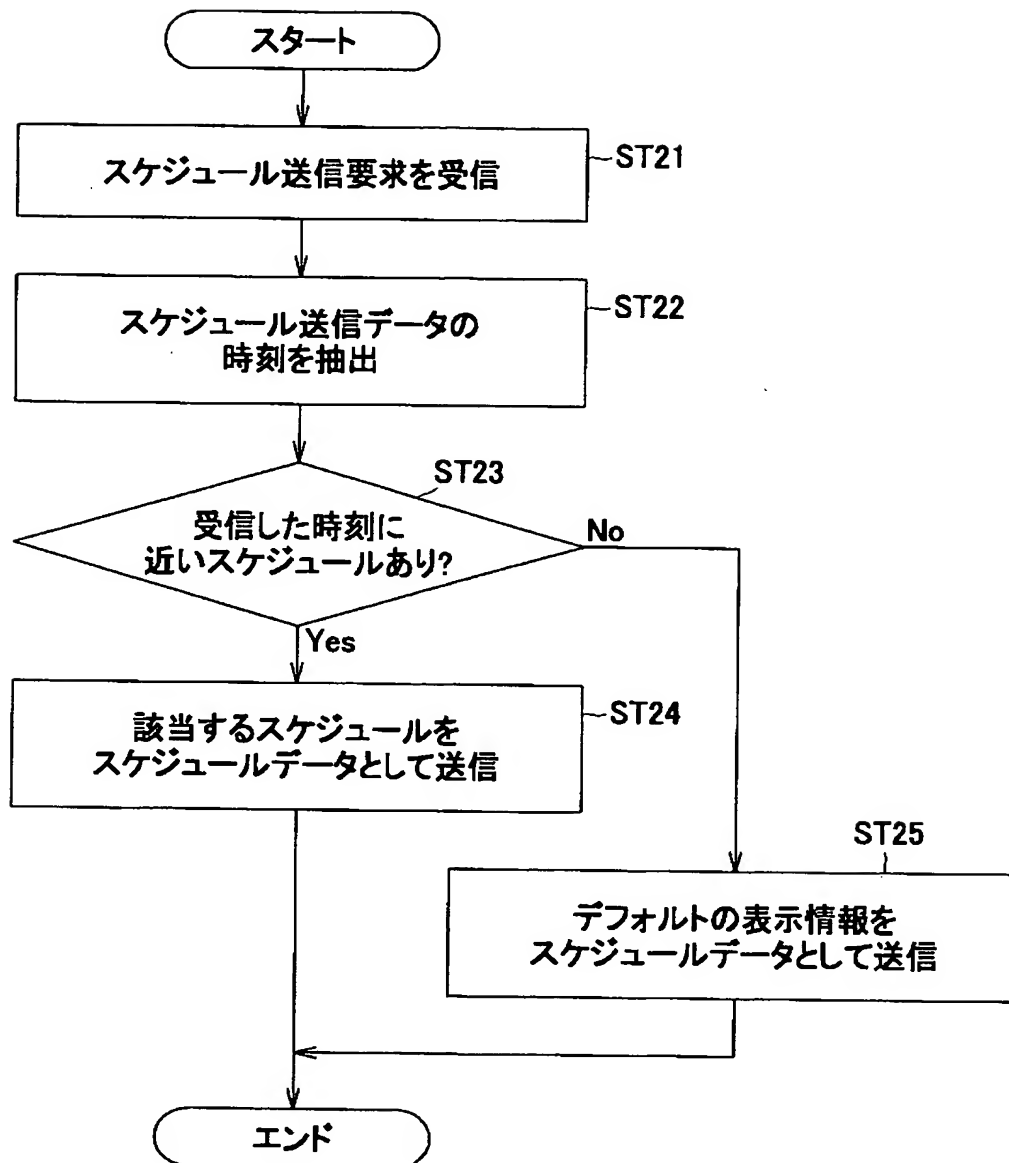 スタート
スケジュール送信要求を受信
ST21
スケジュール送信データの
時刻を抽出
ST22
ST23
受信した時刻に
近いスケジュールあり?
No
Yes
該当するスケジュールを
スケジュールデータとして送信
ST24
ST25
デフォルトの表示情報を
スケジュールデータとして送信
エンド